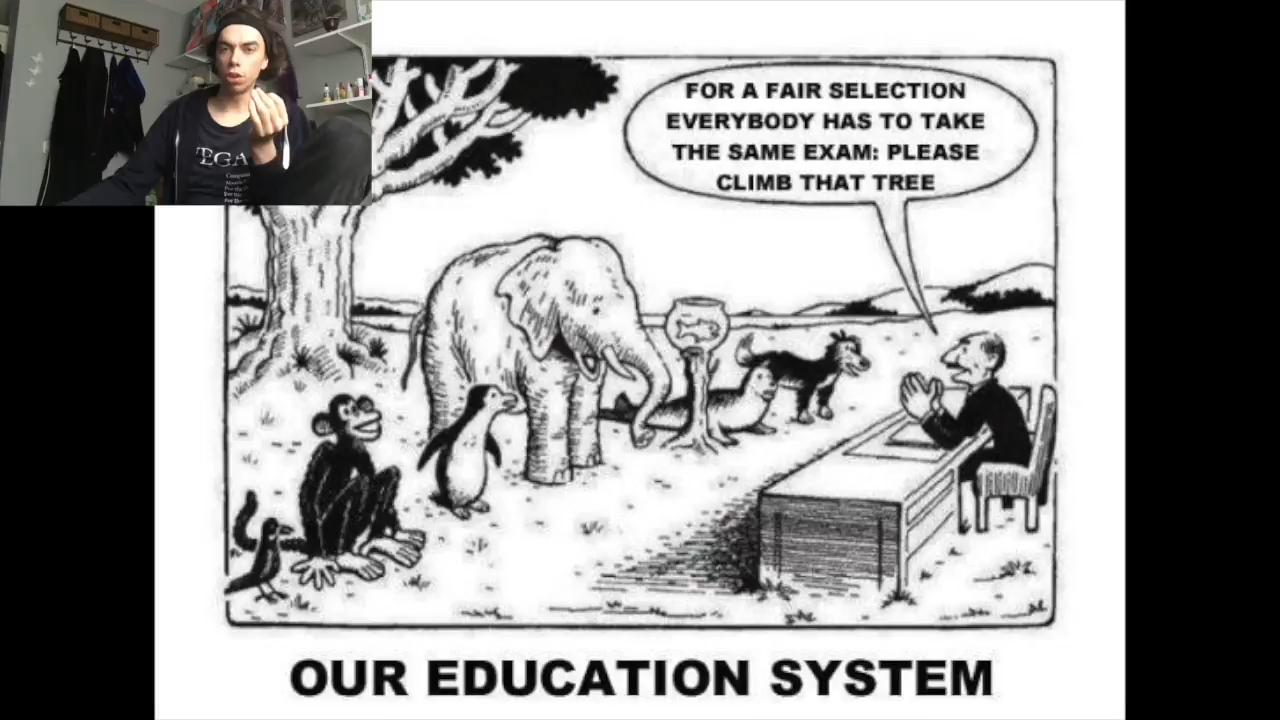 FOR A FAIR SELECTION
EVERYBODY HAS TO TAKE
THE SAME EXAM: PLEASE
CLIMB THAT TREE
OUR EDUCATION SYSTEM